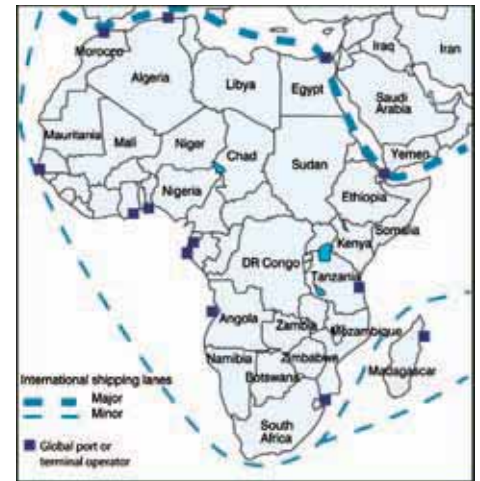 Morocco
Algeria
Libya
Egypt
Iraq
Iran
Saudi
Arabia
Mauritania
Mali
Niger
Chad
Sudan
Yemen
Nigeria
Ethiopia
Somalia
Kenya
DR Congo
Tanzania
Angola
Zambia
Mozambique
Zimbabwe
Namibia
Botswana
Madagascar
South
Africa
International shipping lanes
Major
Minor
Global port or
terminal operator